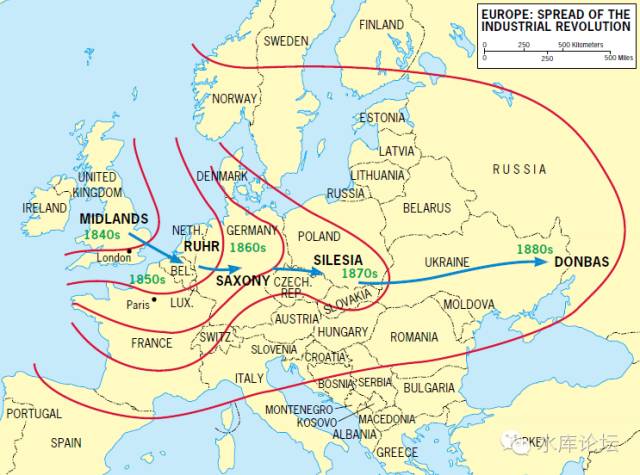 EUROPE: SPREAD OF THE
INDUSTRIAL REVOLUTION
0 250 500 Kilometers
0 250 500 Miles
FINLAND
SWEDEN
NORWAY
ESTONIA
RUSSIA
LATVIA
DENMARK
LITHUANIA
UNITED
KINGDOM
RUSSIA
IRELAND
BELARUS
MIDLANDS
1840s
NETH.
GERMANY
POLAND
RUHR
1860s
London
1880s
SILESIA
UKRAINE
DONBAS
BEL.
1850s
SAXONY
1870s
CZECH.
REP.
Paris
LUX.
SLOVAKIA
MOLDOVA
AUSTRIA
HUNGARY
FRANCE
SWITZ.
ROMANIA
SLOVENIA
CROATIA
ITALY
BOSNIA
SERBIA
BULGARIA
MONTENEGRO
KOSOVO
PORTUGAL
MACEDONIA
ALBANIA
SPAIN
GREECE
水库论坛